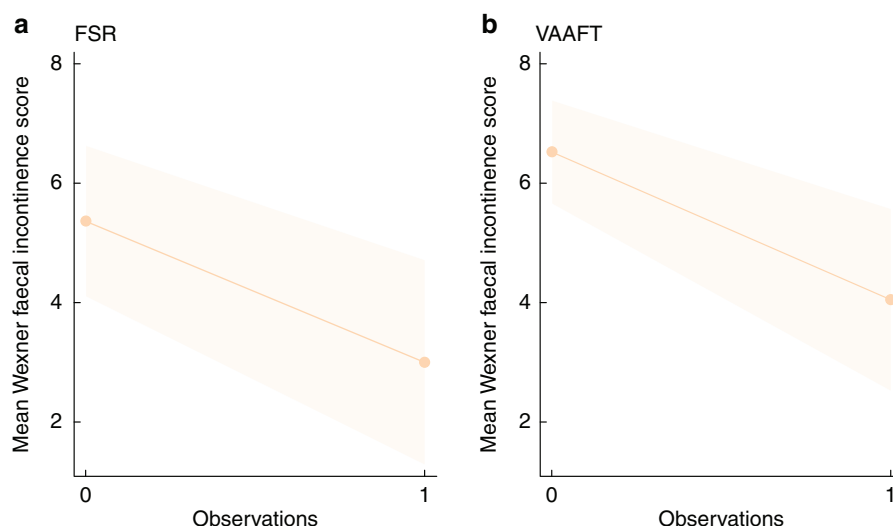 a
FSR
Mean Wexner faecal incontinence score
8
6
4
2
0
1
Observations
b
VAAFT
Mean Wexner faecal incontinence score
8
6
4
2
0
1
Observations